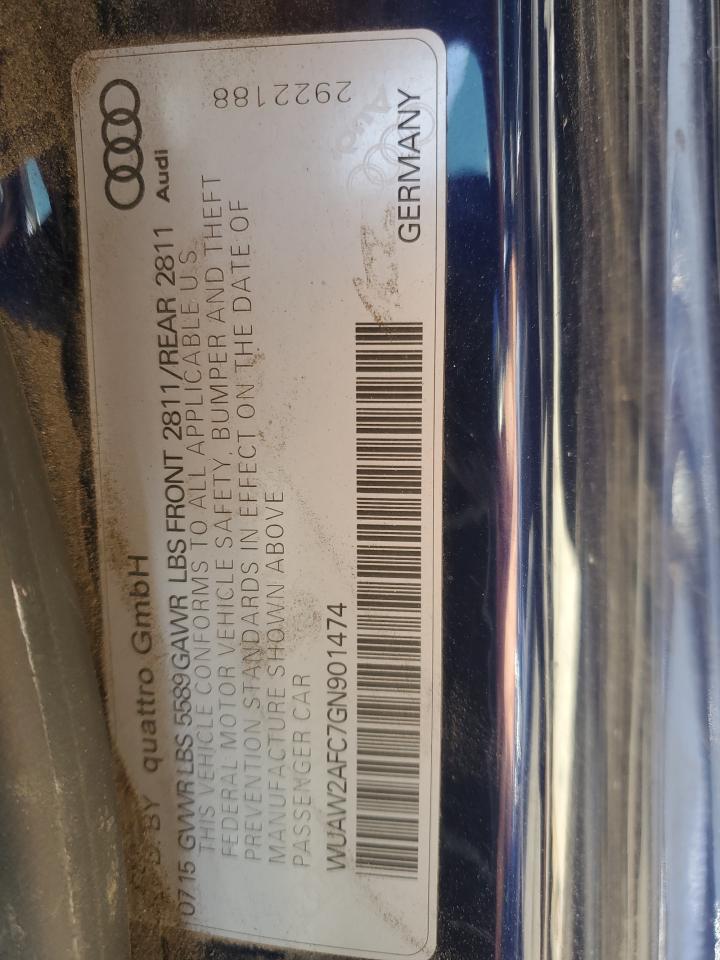 BY quattro GmbH
07 15 GVWR LBS 5589 GAWR LBS FRONT 2811/REAR 2811
THIS VEHICLE CONFORMS TO ALL APPLICABLE U.S.
FEDERAL MOTOR VEHICLE SAFETY, BUMPER AND THEFT
PREVENTION STANDARDS IN EFFECT ON THE DATE OF
MANUFACTURE SHOWN ABOVE
PASSENGER CAR
WUAW2AFC7GN901474
Audi
2922188
Audi
GERMANY